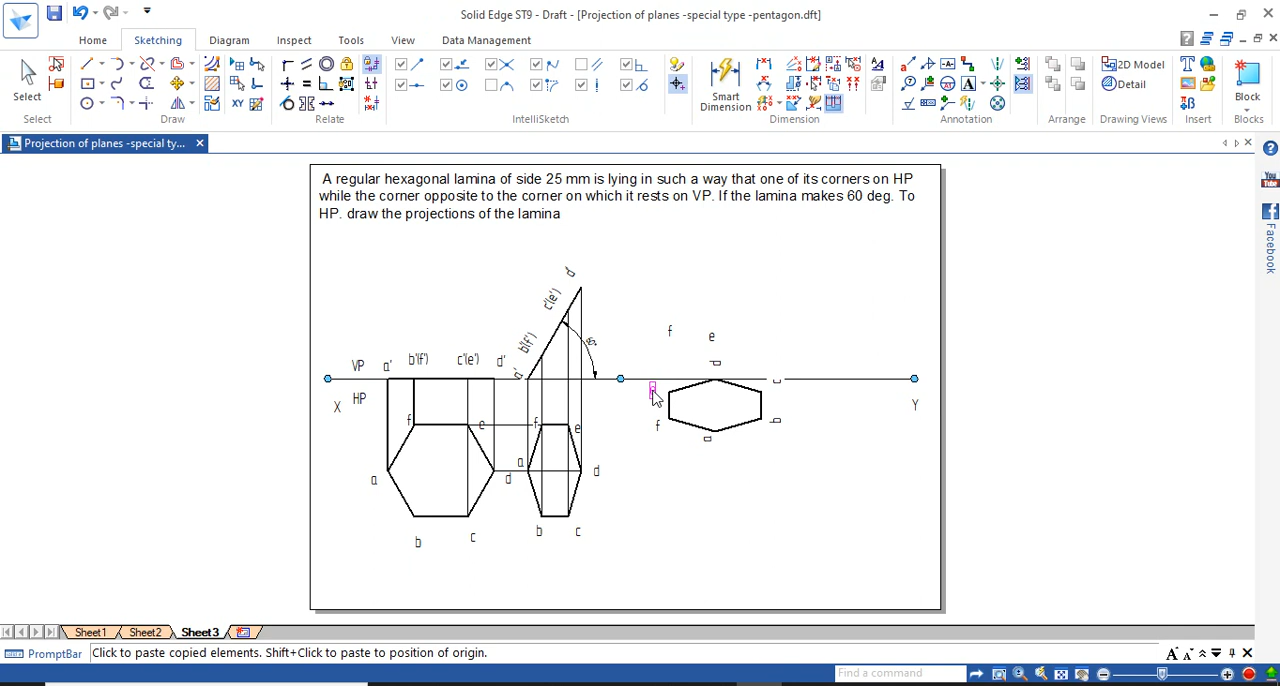 Solid Edge ST9 - Draft - [Projection of planes -special type -pentagon.dft]
Home Sketching Diagram Inspect Tools View Data Management
Select
Smart Dimension
2D Model
Detail
Block
Select Draw Relate IntelliSketch Dimension Annotation Arrange Drawing Views Insert Blocks
Projection of planes -special ty...
You Tube
Facebook
A regular hexagonal lamina of side 25 mm is lying in such a way that one of its corners on HP
while the corner opposite to the corner on which it rests on VP. If the lamina makes 60 deg. To
HP. draw the projections of the lamina
d'
c'(e')
b'(f')
a'
f e
d
VP a' b'(f') c'(e') d'
c
HP
X Y
f e f e f b
a d a d a
b c b c
Sheet1 Sheet2 Sheet3
PromptBar Click to paste copied elements. Shift+Click to paste to position of origin.
Find a command